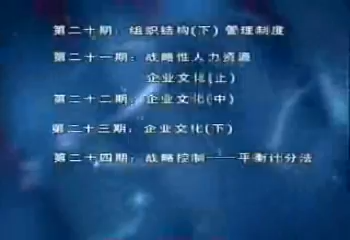 第二十期：组织结构(下) 管理制度
第二十一期：战略性人力资源
企业文化(上)
第二十二期：企业文化(中)
第二十三期：企业文化(下)
第二十四期：战略控制——平衡计分法